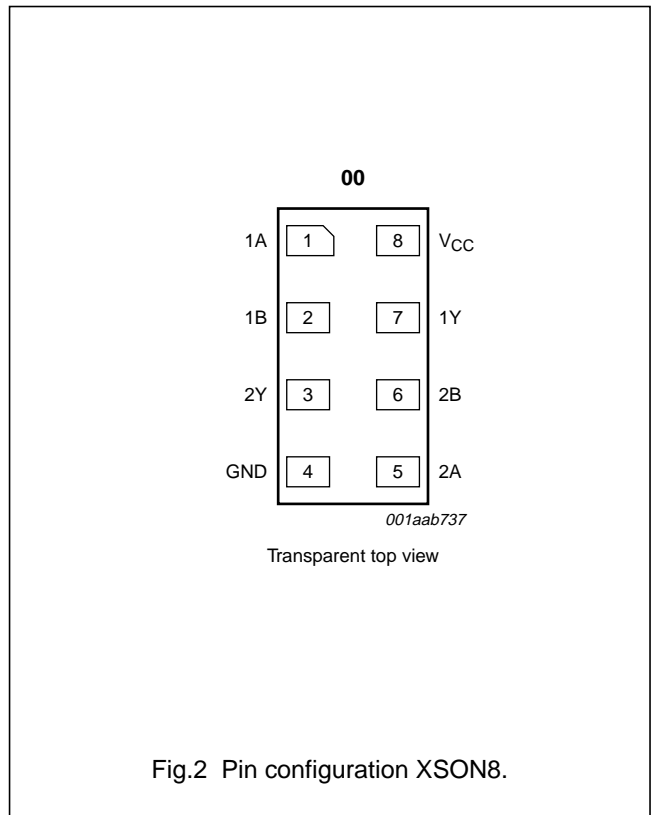 00
1A 1 8 VCC
1B 2 7 1Y
2Y 3 6 2B
GND 4 5 2A
001aab737
Transparent top view
Fig.2 Pin configuration XSON8.